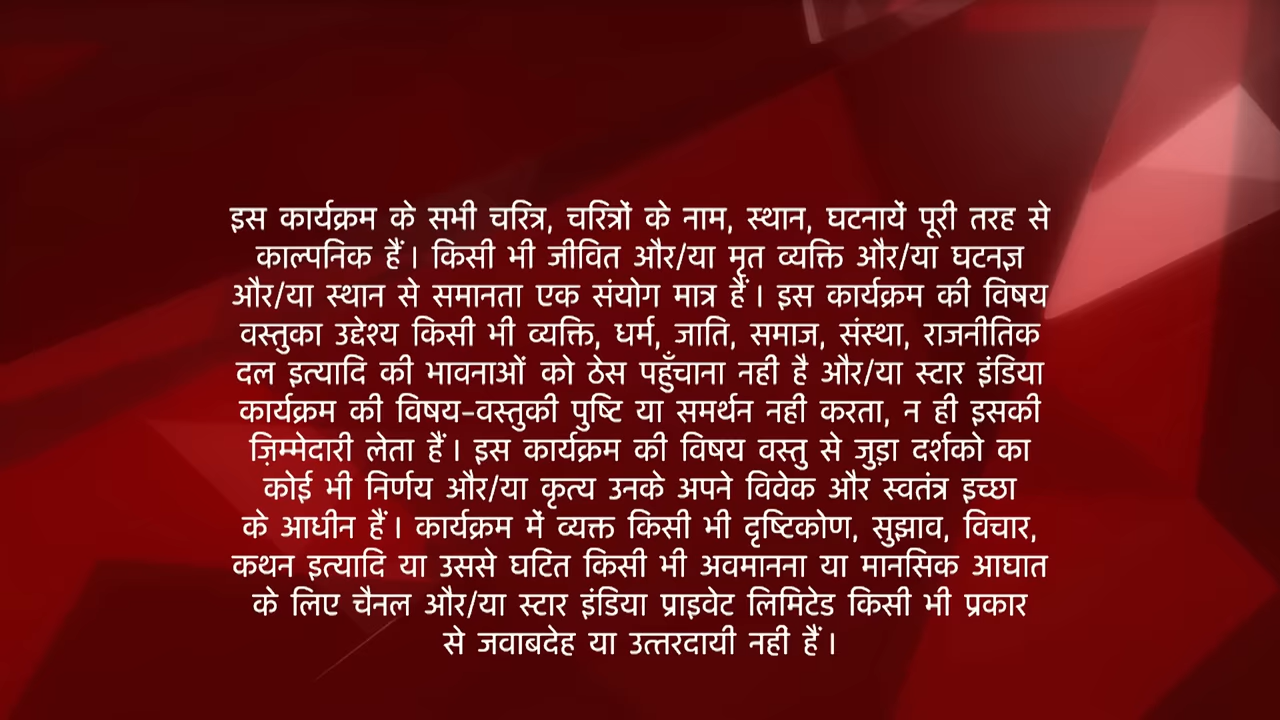 इस कार्यक्रम के सभी चरित्र, चरित्रों के नाम, स्थान, घटनायें पूरी तरह से
काल्पनिक हैं। किसी भी जीवित और/या मृत व्यक्ति और/या घटनज्ञ
और/या स्थान से समानता एक संयोग मात्र हैं। इस कार्यक्रम की विषय
वस्तुका उद्देश्य किसी भी व्यक्ति, धर्म, जाति, समाज, संस्था, राजनीतिक
दल इत्यादि की भावनाओं को ठेस पहुँचाना नही है और/या स्टार इंडिया
कार्यक्रम की विषय-वस्तुकी पुष्टि या समर्थन नही करता, न ही इसकी
ज़िम्मेदारी लेता हैं। इस कार्यक्रम की विषय वस्तु से जुड़ा दर्शको का
कोई भी निर्णय और/या कृत्य उनके अपने विवेक और स्वतंत्र इच्छा
के आधीन हैं। कार्यक्रम में व्यक्त किसी भी दृष्टिकोण, सुझाव, विचार,
कथन इत्यादि या उससे घटित किसी भी अवमानना या मानसिक आघात
के लिए चैनल और/या स्टार इंडिया प्राइवेट लिमिटेड किसी भी प्रकार
से जवाबदेह या उत्तरदायी नही हैं।